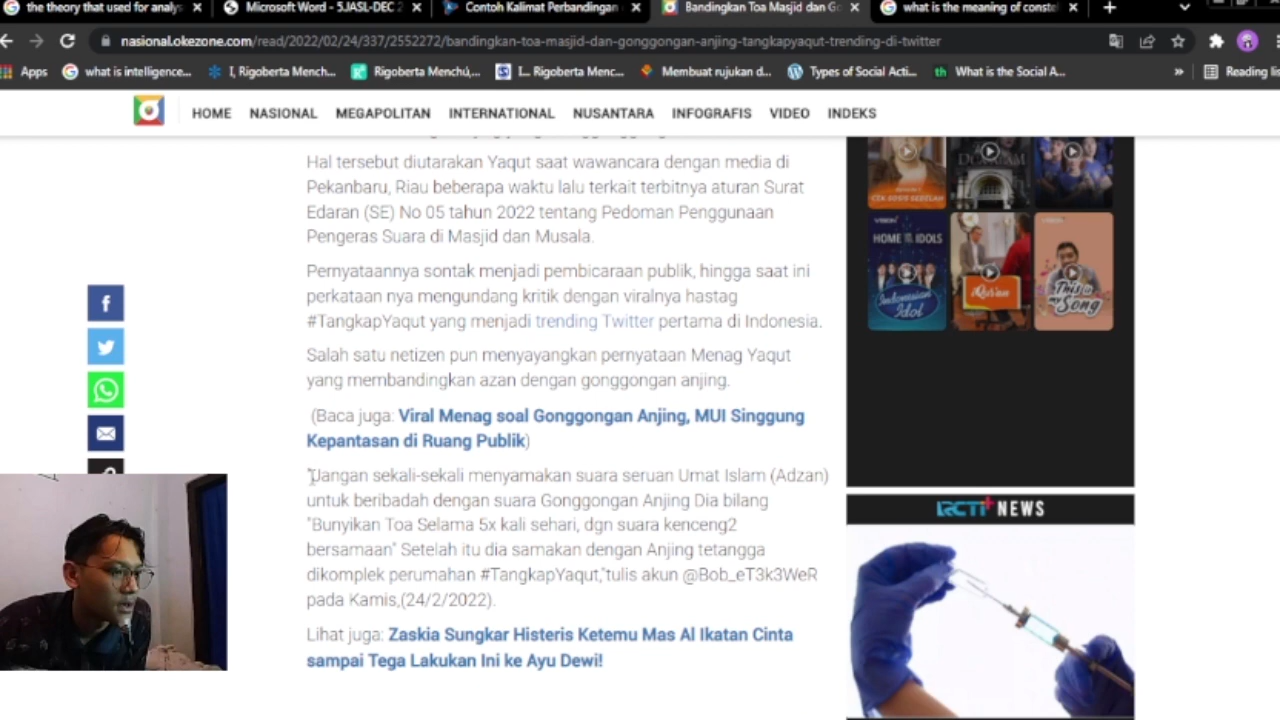 the theory that used for analys
Microsoft Word - 5JASL-DEC 2
Contoh Kalimat Perbandingan
Bandingkan Toa Masjid dan Go
what is the meaning of conste
nasional.okezone.com/read/2022/02/24/337/2552272/bandingkan-toa-masjid-dan-gonggongan-anjing-tangkapyaqut-trending-di-twitter
Apps
what is intelligence...
I, Rigoberta Mench...
Rigoberta Menchú,...
I... Rigoberta Menc...
Membuat rujukan d...
Types of Social Acti...
What is the Social A...
»
Reading lis
HOME NASIONAL MEGAPOLITAN INTERNATIONAL NUSANTARA INFOGRAFIS VIDEO INDEKS
Hal tersebut diutarakan Yaqut saat wawancara dengan media di
Pekanbaru, Riau beberapa waktu lalu terkait terbitnya aturan Surat
Edaran (SE) No 05 tahun 2022 tentang Pedoman Penggunaan
Pengeras Suara di Masjid dan Musala.
Pernyataannya sontak menjadi pembicaraan publik, hingga saat ini
perkataan nya mengundang kritik dengan viralnya hastag
#TangkapYaqut yang menjadi trending Twitter pertama di Indonesia.
Salah satu netizen pun menyayangkan pernyataan Menag Yaqut
yang membandingkan azan dengan gonggongan anjing.
(Baca juga: Viral Menag soal Gonggongan Anjing, MUI Singgung
Kepantasan di Ruang Publik)
"Jangan sekali-sekali menyamakan suara seruan Umat Islam (Adzan)
untuk beribadah dengan suara Gonggongan Anjing Dia bilang
"Bunyikan Toa Selama 5x kali sehari, dgn suara kenceng2
bersamaan" Setelah itu dia samakan dengan Anjing tetangga
dikomplek perumahan #TangkapYaqut,"tulis akun @Bob_eT3k3WeR
pada Kamis,(24/2/2022).
Lihat juga: Zaskia Sungkar Histeris Ketemu Mas Al Ikatan Cinta
sampai Tega Lakukan Ini ke Ayu Dewi!
HOME OF THE IDOLS
Indonesian
Idol
iQur'an
This is
my Song
RCTI+ NEWS